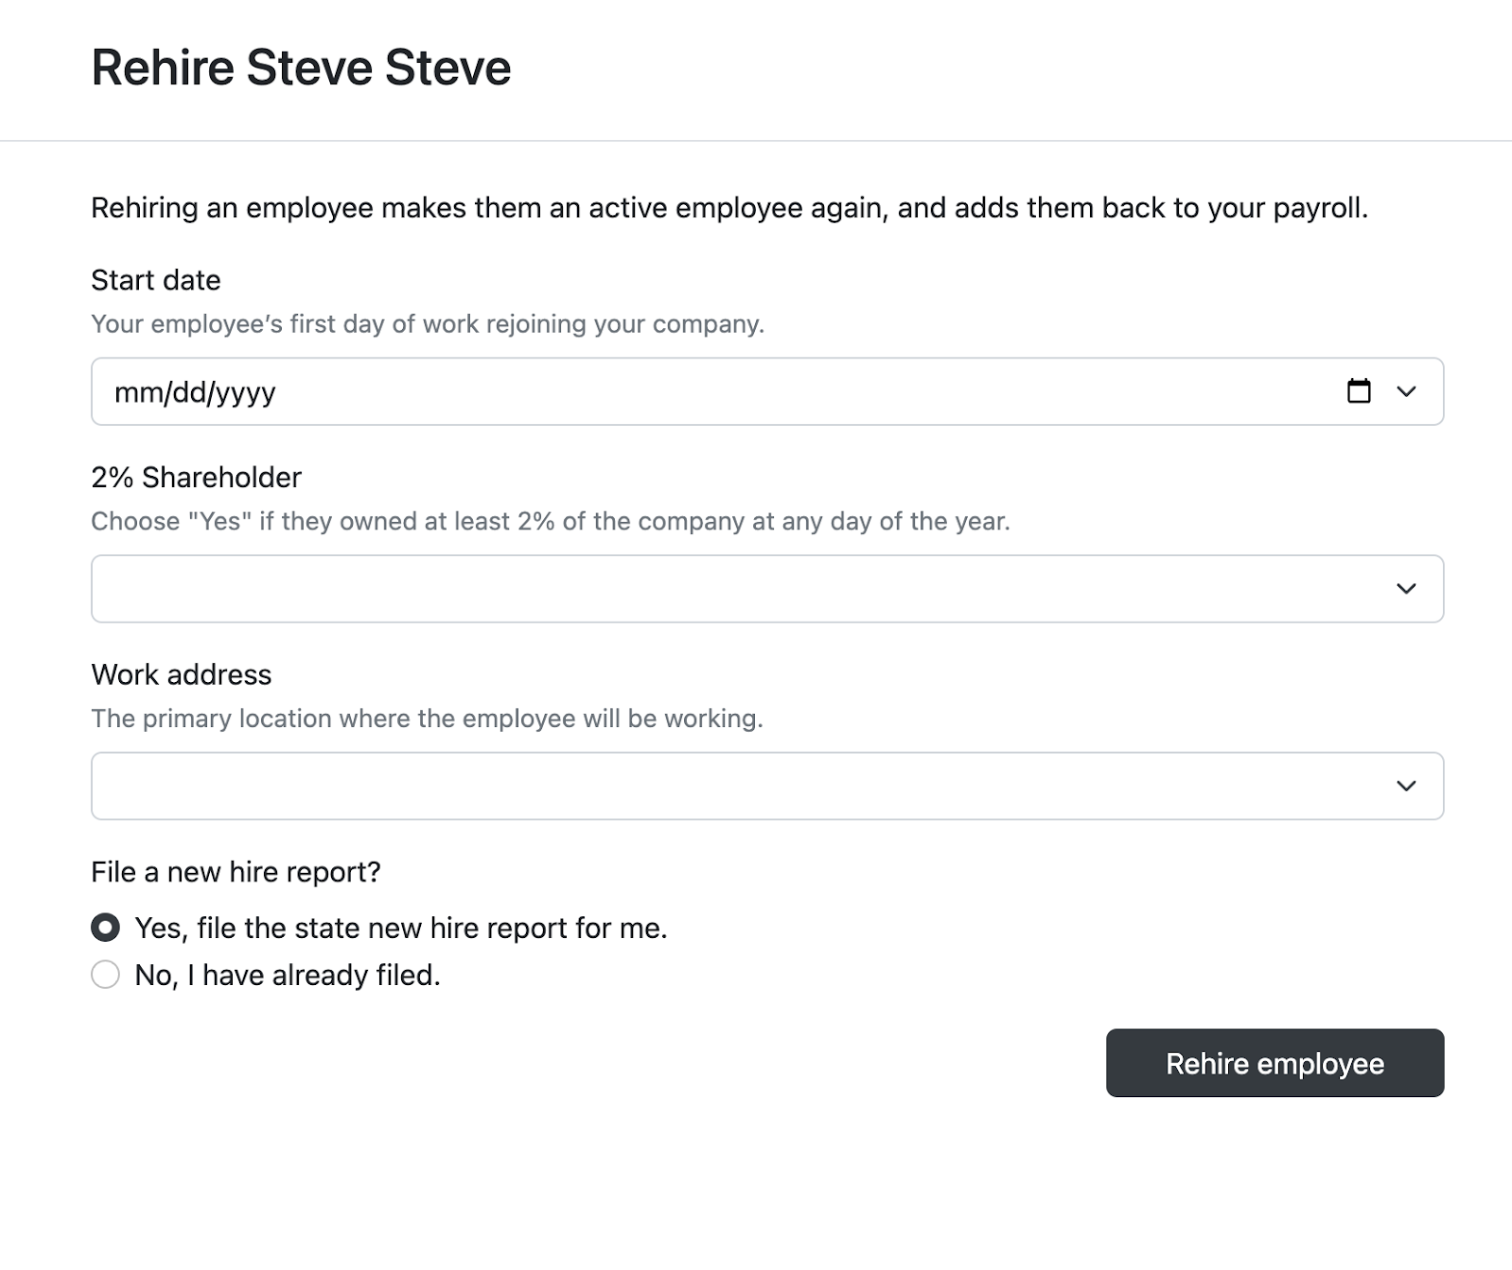 Rehire Steve Steve
Rehiring an employee makes them an active employee again, and adds them back to your payroll.
Start date
Your employee’s first day of work rejoining your company.
mm/dd/yyyy
2% Shareholder
Choose "Yes" if they owned at least 2% of the company at any day of the year.
Work address
The primary location where the employee will be working.
File a new hire report?
Yes, file the state new hire report for me.
No, I have already filed.
Rehire employee